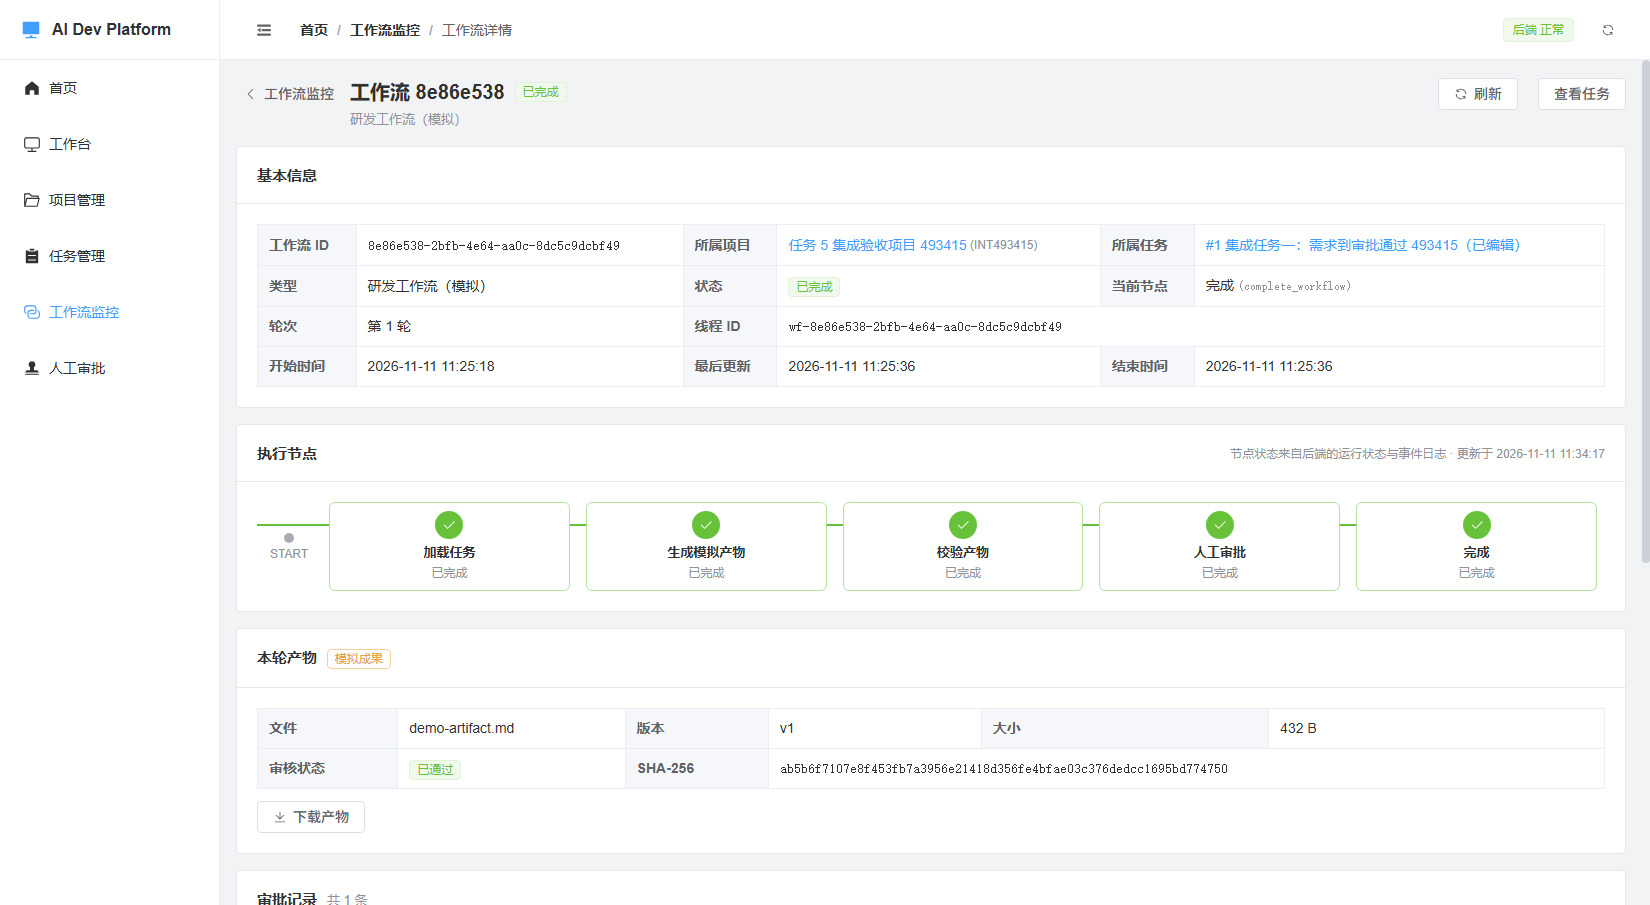 AI Dev Platform
首页 / 工作流监控 / 工作流详情
后端 正常
首页
工作台
项目管理
任务管理
工作流监控
人工审批
工作流监控
工作流 8e86e538
已完成
研发工作流（模拟）
刷新
查看任务
基本信息
工作流 ID 8e86e538-2bfb-4e64-aa0c-8dc5c9dcbf49 所属项目 任务 5 集成验收项目 493415 (INT493415) 所属任务 #1 集成任务一：需求到审批通过 493415（已编辑）
类型 研发工作流（模拟） 状态 已完成 当前节点 完成 (complete_workflow)
轮次 第 1 轮 线程 ID wf-8e86e538-2bfb-4e64-aa0c-8dc5c9dcbf49
开始时间 2026-11-11 11:25:18 最后更新 2026-11-11 11:25:36 结束时间 2026-11-11 11:25:36
执行节点
节点状态来自后端的运行状态与事件日志 · 更新于 2026-11-11 11:34:17
START
加载任务
已完成
生成模拟产物
已完成
校验产物
已完成
人工审批
已完成
完成
已完成
本轮产物 模拟成果
文件 demo-artifact.md 版本 v1 大小 432 B
审核状态 已通过 SHA-256 ab5b6f7107e8f453fb7a3956e21418d356fe4bfae03c376dedcc1695bd774750
下载产物
审批记录 共 1 条